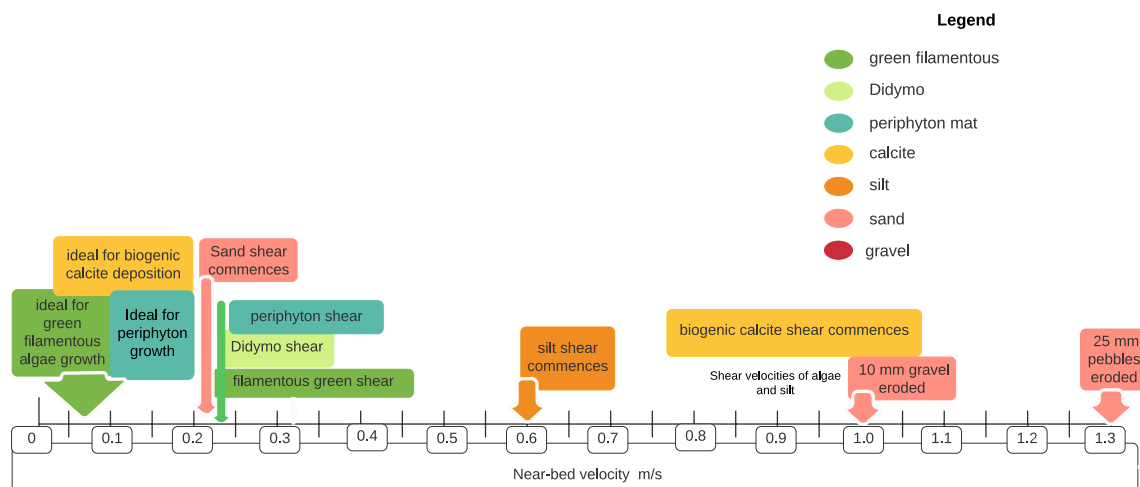 Legend
green filamentous
Didymo
periphyton mat
calcite
silt
sand
gravel
ideal for biogenic
calcite deposition
Sand shear
commences
ideal for
green
filamentous
algae growth
Ideal for
periphyton
growth
periphyton shear
Didymo shear
filamentous green shear
silt shear
commences
biogenic calcite shear commences
Shear velocities of algae
and silt
10 mm gravel
eroded
25 mm
pebbles
eroded
0 0.1 0.2 0.3 0.4 0.5 0.6 0.7 0.8 0.9 1.0 1.1 1.2 1.3
Near-bed velocity m/s